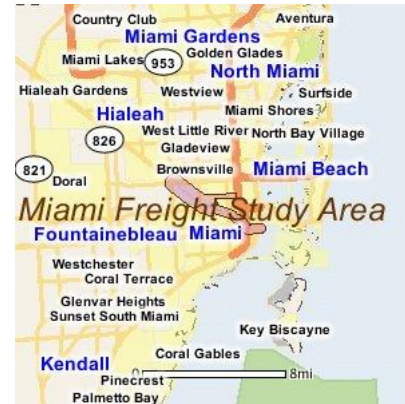 Country Club
Aventura
Miami Gardens
Golden Glades
Miami Lakes 953
North Miami
Hialeah Gardens
Westview
Surfside
Miami Shores
Hialeah
826
West Little River North Bay Village
Gladeview
821
Brownsville
Miami Beach
Doral
Miami Freight Study Area
Fountainebleau
Miami
Westchester
Coral Terrace
Glenvar Heights
Sunset South Miami
Key Biscayne
Coral Gables
Kendall
0 8mi
Pinecrest
Palmetto Bay